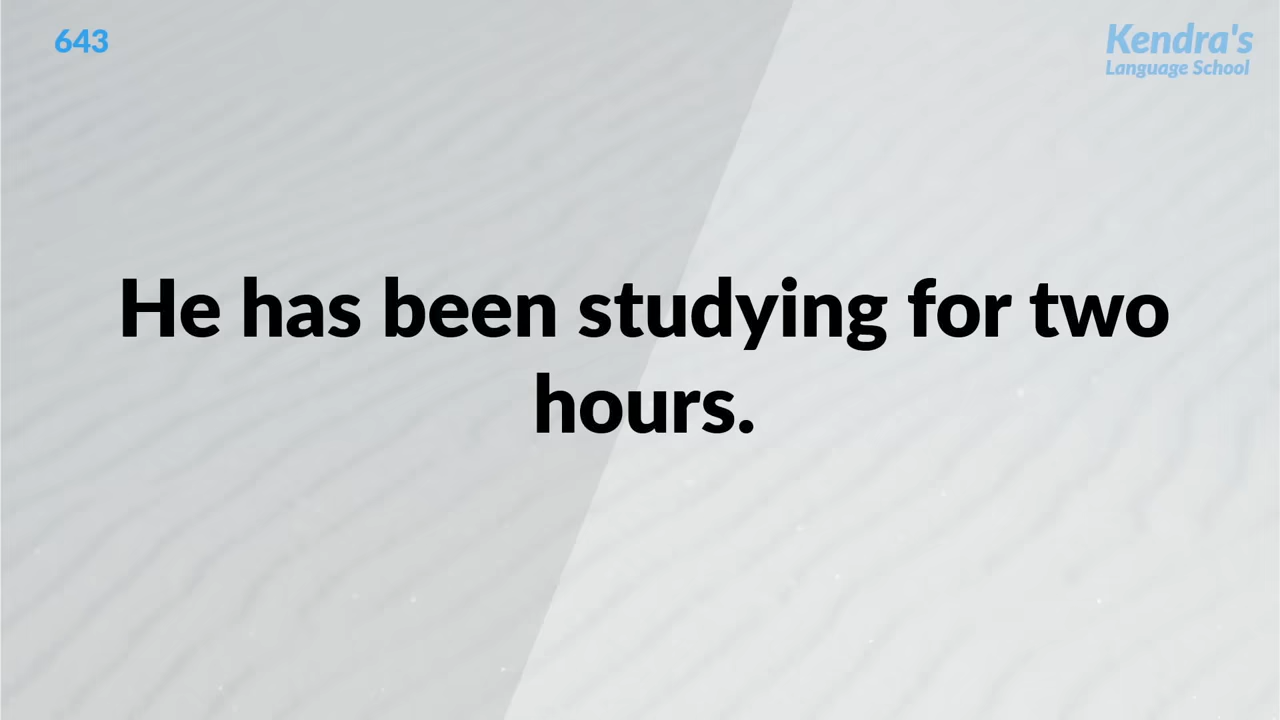 643
Kendra's
Language School
He has been studying for two
hours.